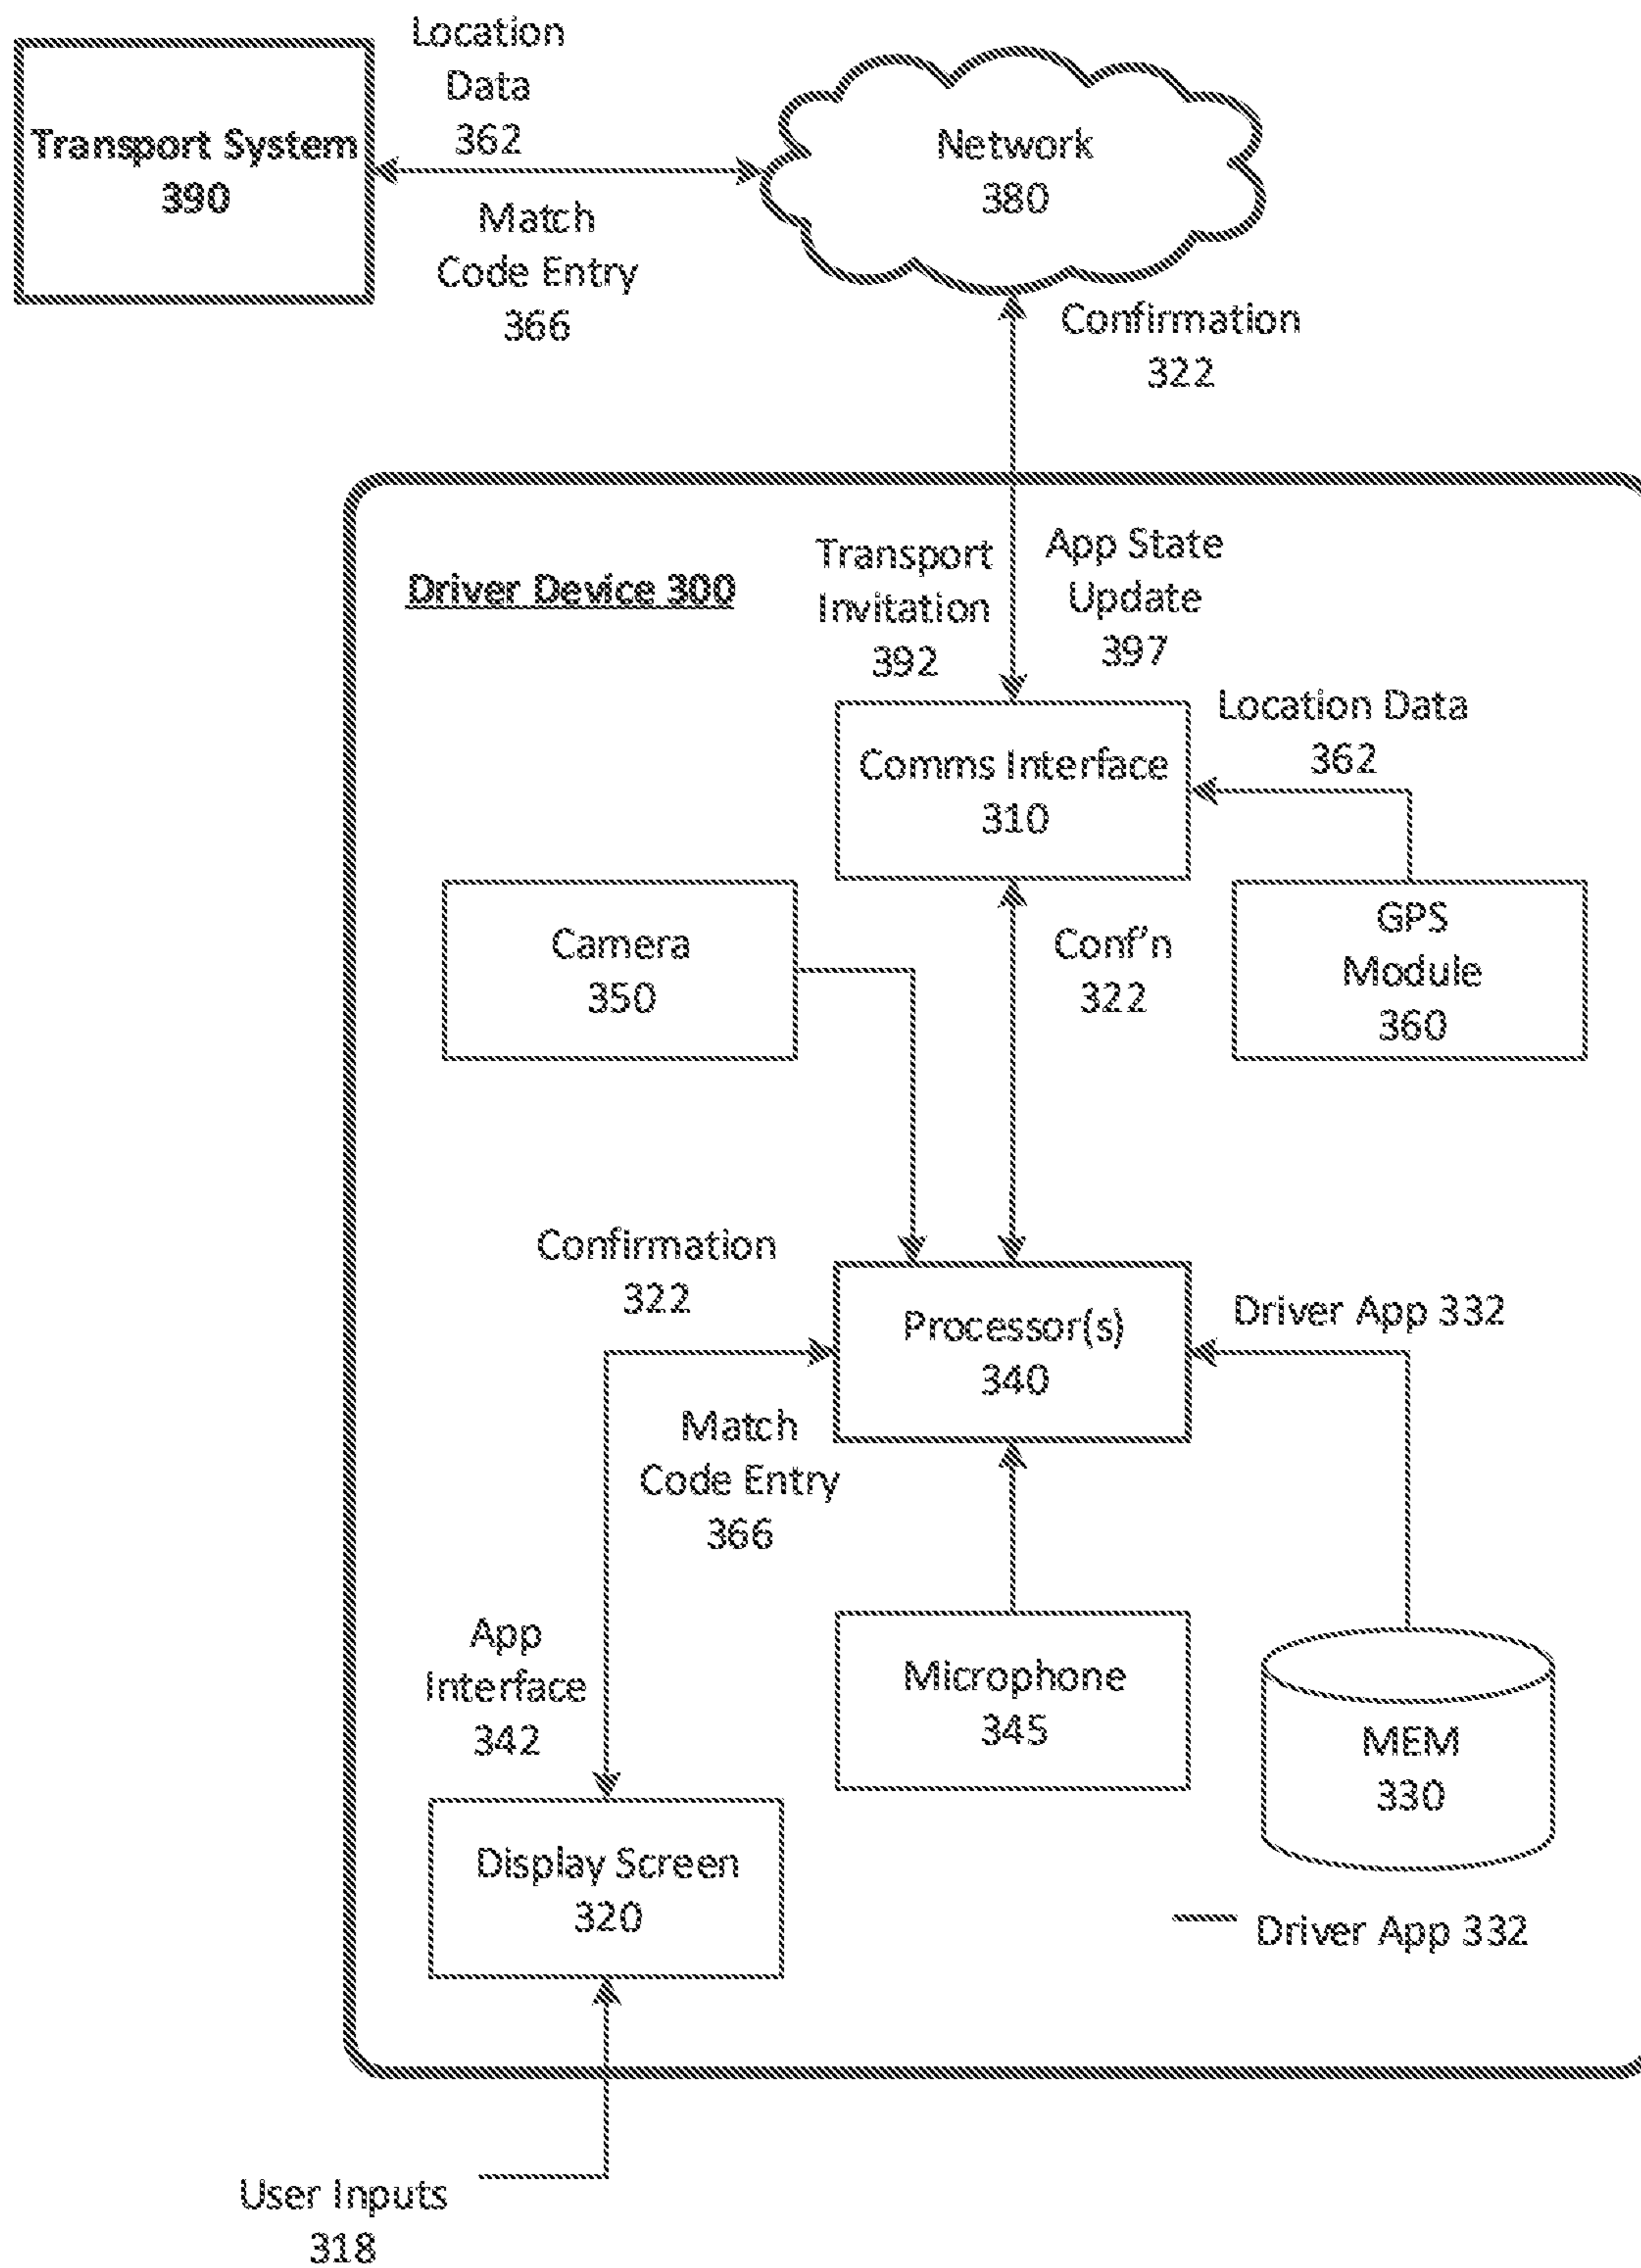 Location
Data
362
Transport System
390
Match
Code Entry
366
Network
380
Confirmation
322
Driver Device 300
Transport
Invitation
392
App State
Update
397
Comms Interface
310
Location Data
362
Camera
350
Conf'n
322
GPS
Module
360
Confirmation
322
Processor(s)
340
Driver App 332
Match
Code Entry
366
App
Interface
342
Microphone
345
MEM
330
Display Screen
320
Driver App 332
User Inputs
318